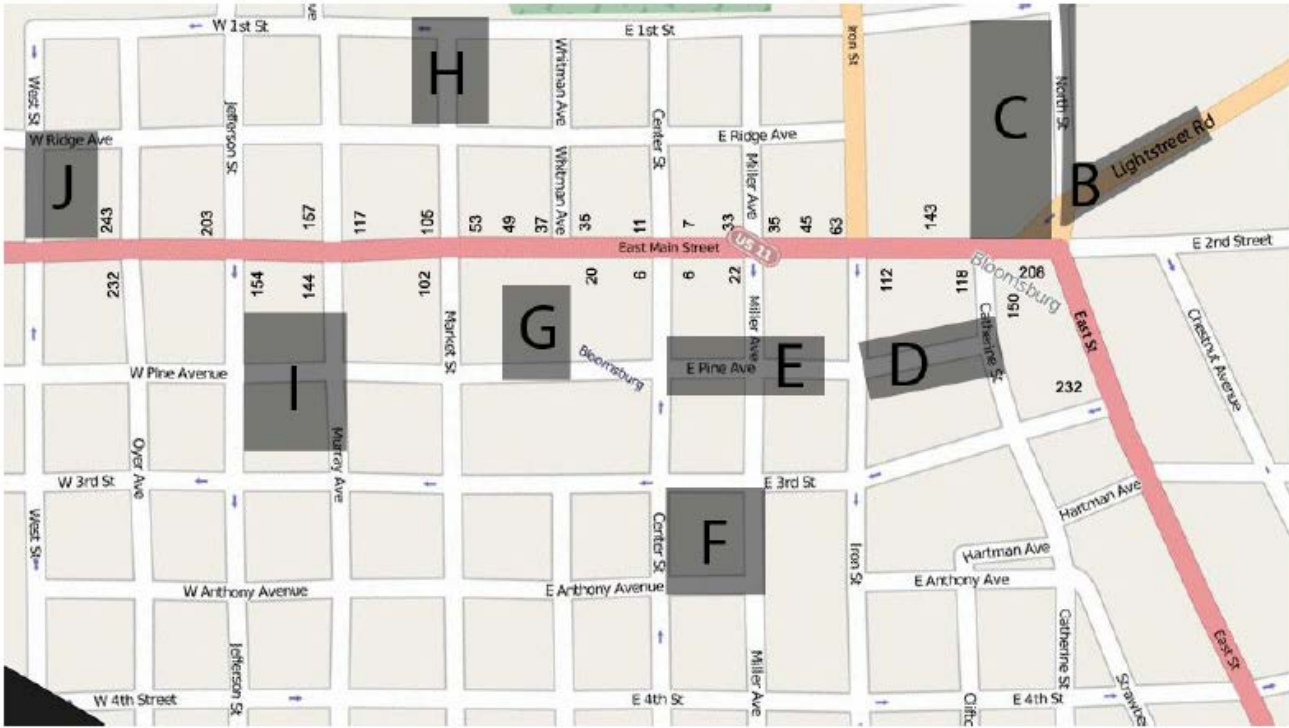 W 1st St
E 1st St
Iron St
West St
W Ridge Ave
Jefferson St
H
Whitman Ave
Center St
E Ridge Ave
Miller Ave
C
North St
Lightstreet Rd
B
J
Whitman Ave
243
203
157
117
105
53
49
37
35
11
7
33
35
45
63
143
East Main Street
US 11
E 2nd Street
232
154
144
102
20
6
6
22
112
118
150
208
Bloomsburg
Market St
G
Bloomsburg
Miller Ave
Catherine St
East St
Chestnut Avenue
W Pine Avenue
I
E Pine Ave
E
D
232
Oyer Ave
Murray Ave
W 3rd St
E 3rd St
Hartman Ave
West St
Center St
F
Iron St
Hartman Ave
W Anthony Avenue
E Anthony Avenue
E Anthony Ave
Jefferson St
Miller Ave
Catherine St
East St
W 4th Street
E 4th St
E 4th St